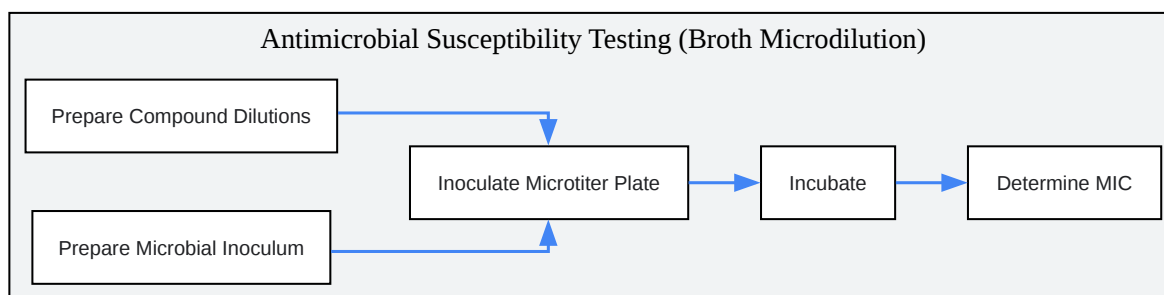 Antimicrobial Susceptibility Testing (Broth Microdilution)
Prepare Compound Dilutions
Prepare Microbial Inoculum
Inoculate Microtiter Plate
Incubate
Determine MIC